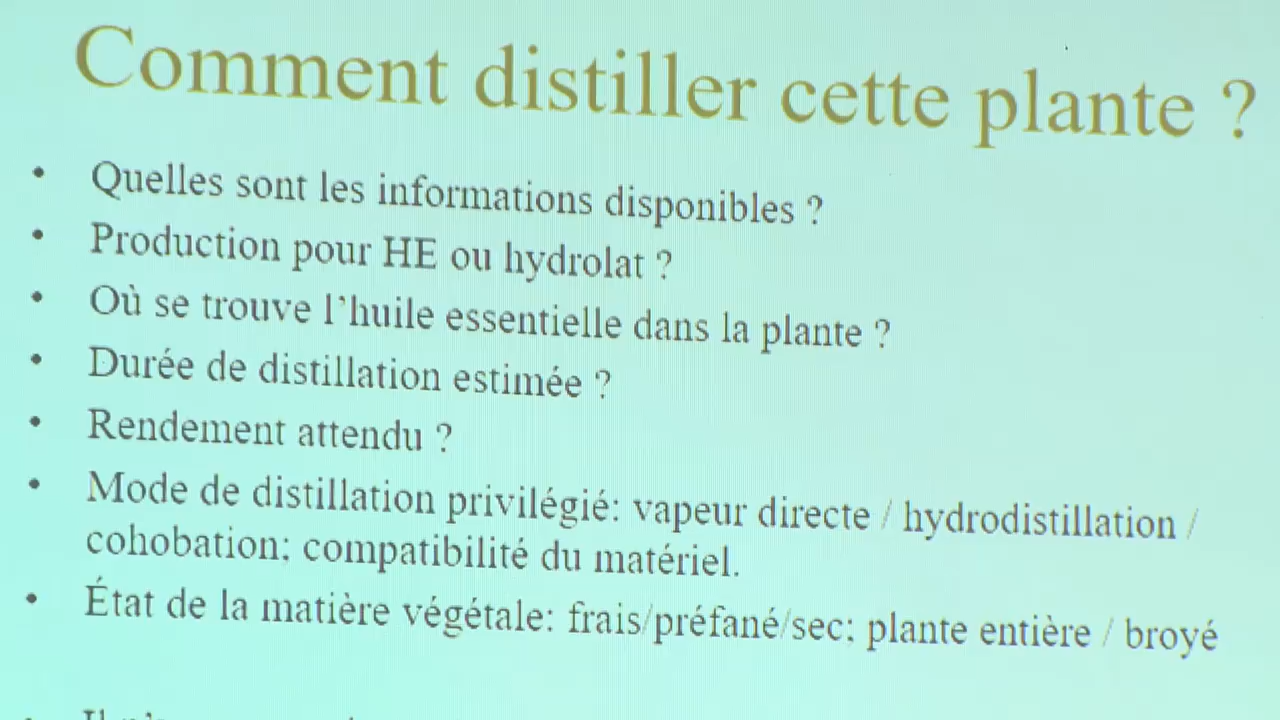 Comment distiller cette plante ?
• Quelles sont les informations disponibles ?
• Production pour HE ou hydrolat ?
• Où se trouve l'huile essentielle dans la plante ?
• Durée de distillation estimée ?
• Rendement attendu ?
• Mode de distillation privilégié: vapeur directe / hydrodistillation /
cohobation; compatibilité du matériel.
• État de la matière végétale: frais/préfané/sec; plante entière / broyé